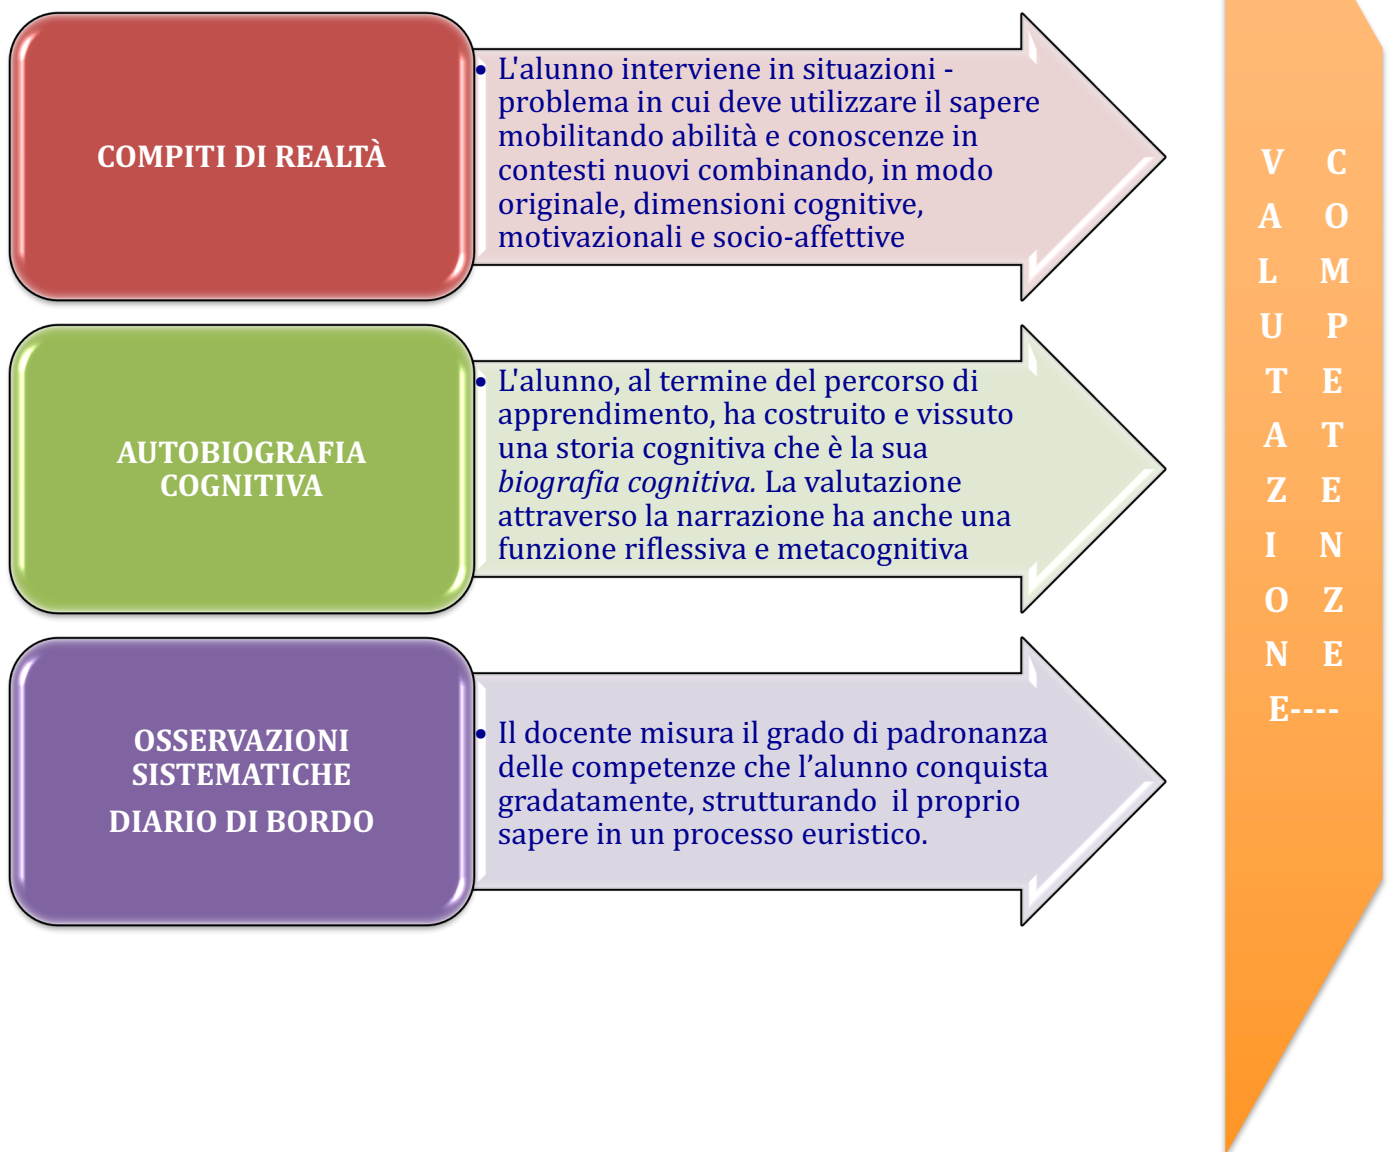 COMPITI DI REALTÀ
• L'alunno interviene in situazioni -
problema in cui deve utilizzare il sapere
mobilitando abilità e conoscenze in
contesti nuovi combinando, in modo
originale, dimensioni cognitive,
motivazionali e socio-affettive
AUTOBIOGRAFIA
COGNITIVA
• L'alunno, al termine del percorso di
apprendimento, ha costruito e vissuto
una storia cognitiva che è la sua
biografia cognitiva. La valutazione
attraverso la narrazione ha anche una
funzione riflessiva e metacognitiva
OSSERVAZIONI
SISTEMATICHE
DIARIO DI BORDO
• Il docente misura il grado di padronanza
delle competenze che l’alunno conquista
gradatamente, strutturando  il proprio
sapere in un processo euristico.
V C
A O
L M
U P
T E
A T
Z E
I N
O Z
N E
E----